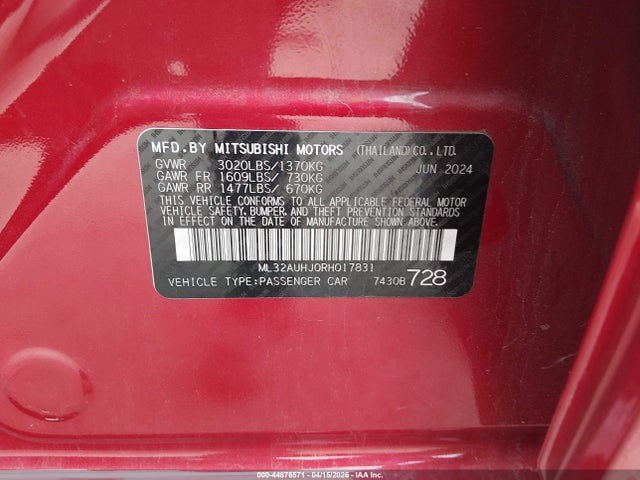 MFD.BY MITSUBISHI MOTORS (THAILAND)CO.,LTD.
GVWR 3020LBS/1370KG JUN 2024
GAWR FR 1609LBS/ 730KG
GAWR RR 1477LBS/ 670KG
THIS VEHICLE CONFORMS TO ALL APPLICABLE FEDERAL MOTOR
VEHICLE SAFETY, BUMPER, AND THEFT PREVENTION STANDARDS
IN EFFECT ON THE DATE OF MANUFACTURE SHOWN ABOVE.
ML32AUHJ0RH017831
VEHICLE TYPE:PASSENGER CAR 7430B 728
000-44876571 - 04/15/2026 - IAA Inc.